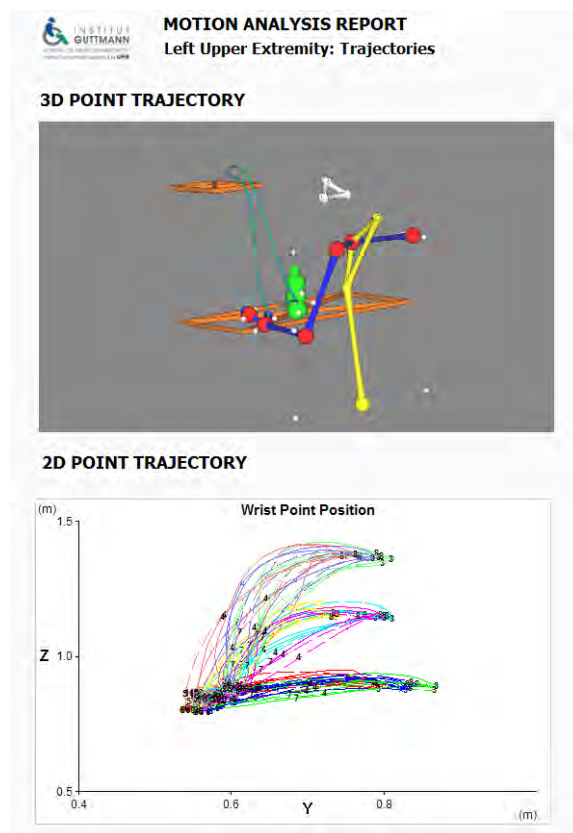 INSTITUT
GUTTMANN
MOTION ANALYSIS REPORT
Left Upper Extremity: Trajectories
3D POINT TRAJECTORY
2D POINT TRAJECTORY
(m)
Wrist Point Position
1.5
Z
1.0
0.5
0.4
0.6
Y
0.8
(m)